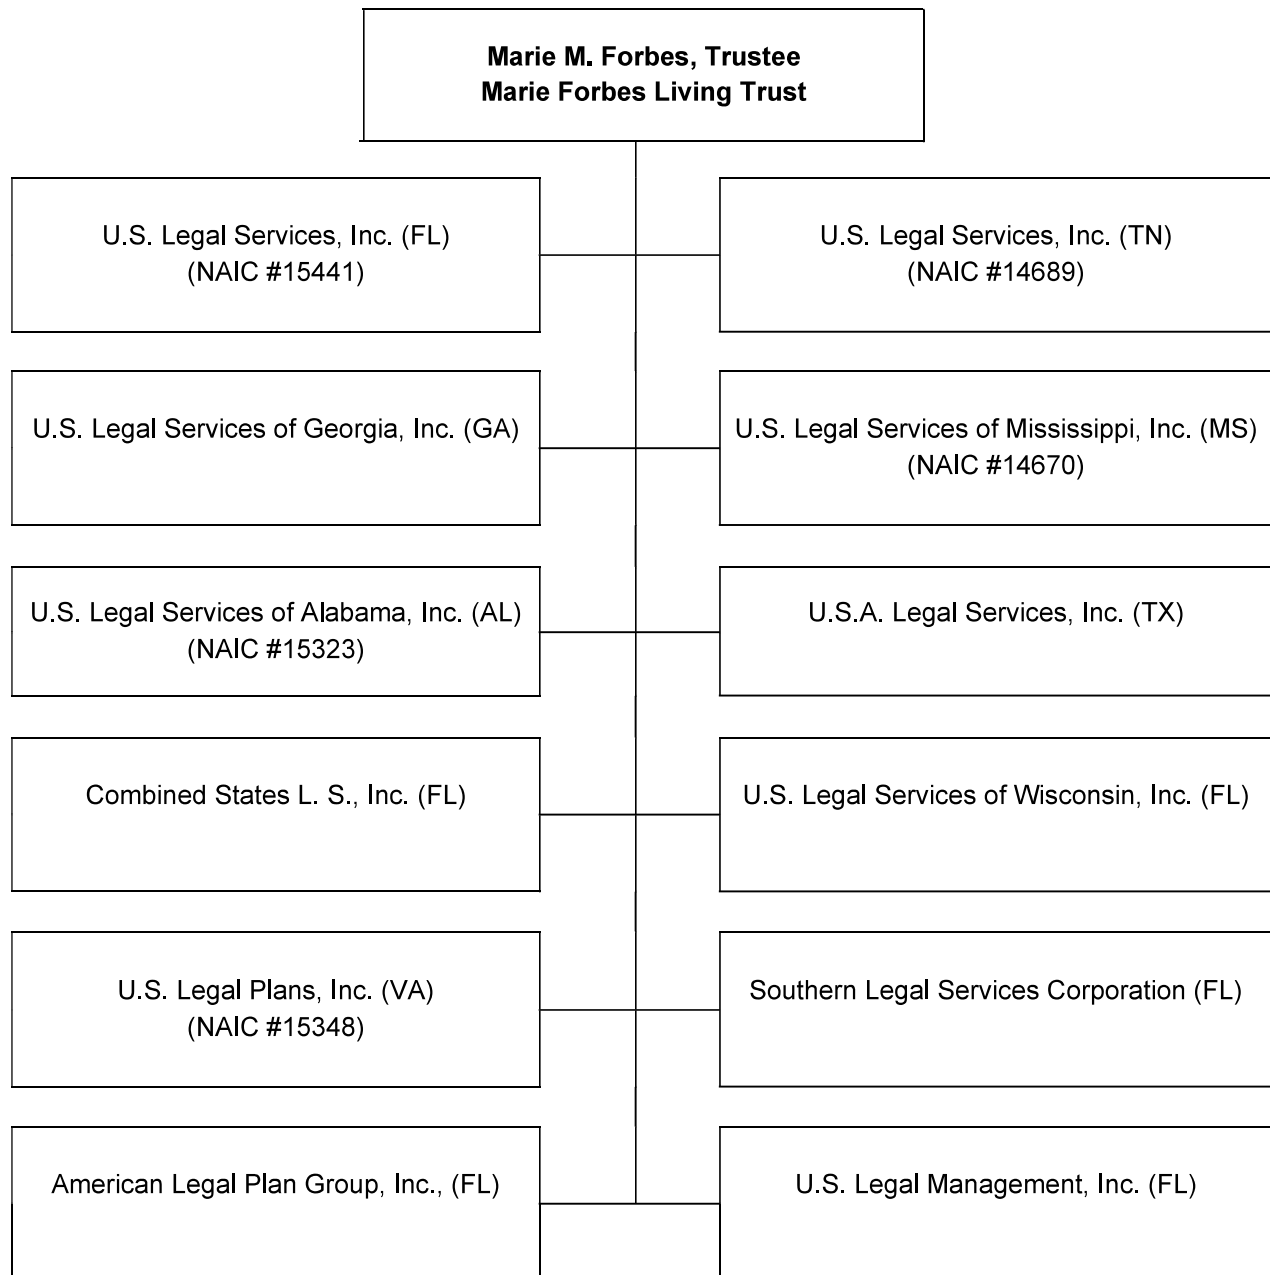 Marie M. Forbes, Trustee
Marie Forbes Living Trust
U.S. Legal Services, Inc. (FL)
(NAIC #15441)
U.S. Legal Services, Inc. (TN)
(NAIC #14689)
U.S. Legal Services of Georgia, Inc. (GA)
U.S. Legal Services of Mississippi, Inc. (MS)
(NAIC #14670)
U.S. Legal Services of Alabama, Inc. (AL)
(NAIC #15323)
U.S.A. Legal Services, Inc. (TX)
Combined States L. S., Inc. (FL)
U.S. Legal Services of Wisconsin, Inc. (FL)
U.S. Legal Plans, Inc. (VA)
(NAIC #15348)
Southern Legal Services Corporation (FL)
American Legal Plan Group, Inc., (FL)
U.S. Legal Management, Inc. (FL)